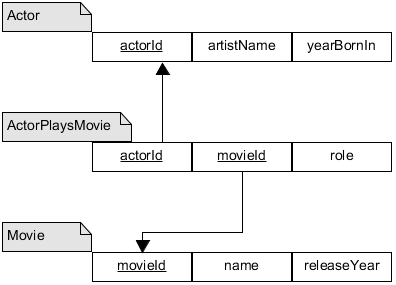 Actor
actorId artistName yearBornIn
ActorPlaysMovie
actorId movieId role
Movie
movieId name releaseYear